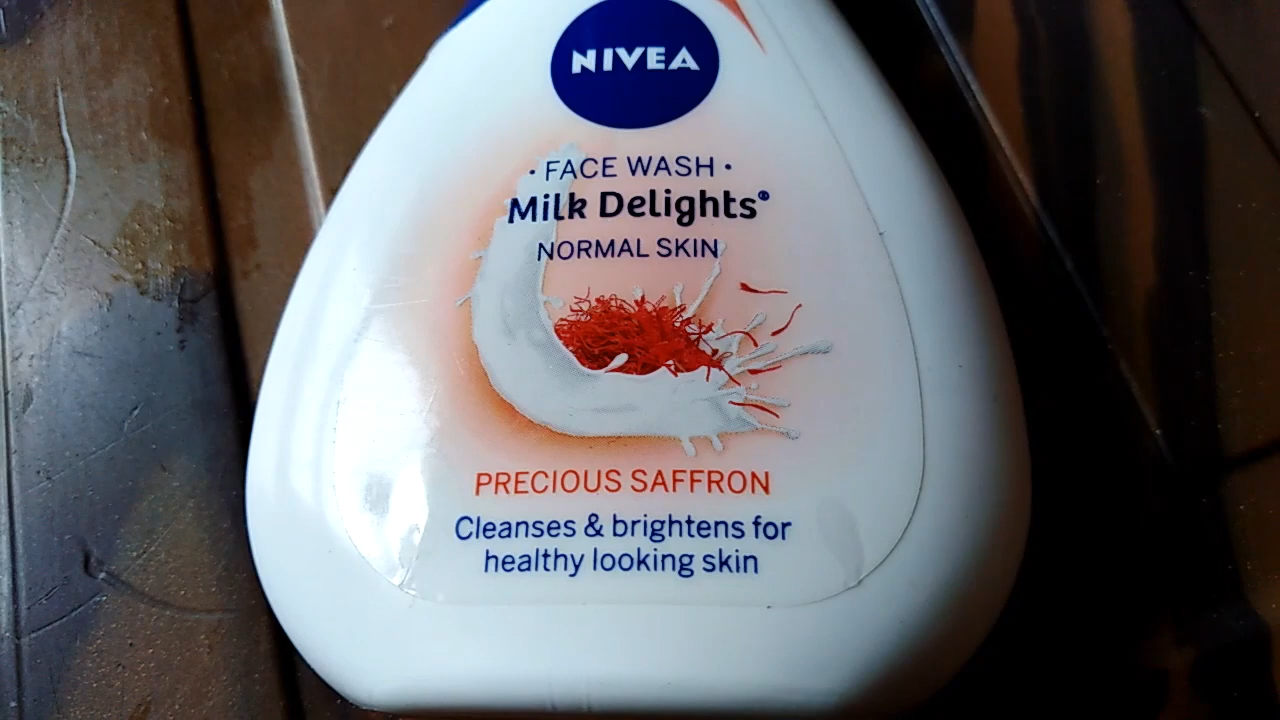 NIVEA
· FACE WASH ·
Milk Delights®
NORMAL SKIN
PRECIOUS SAFFRON
Cleanses & brightens for
healthy looking skin